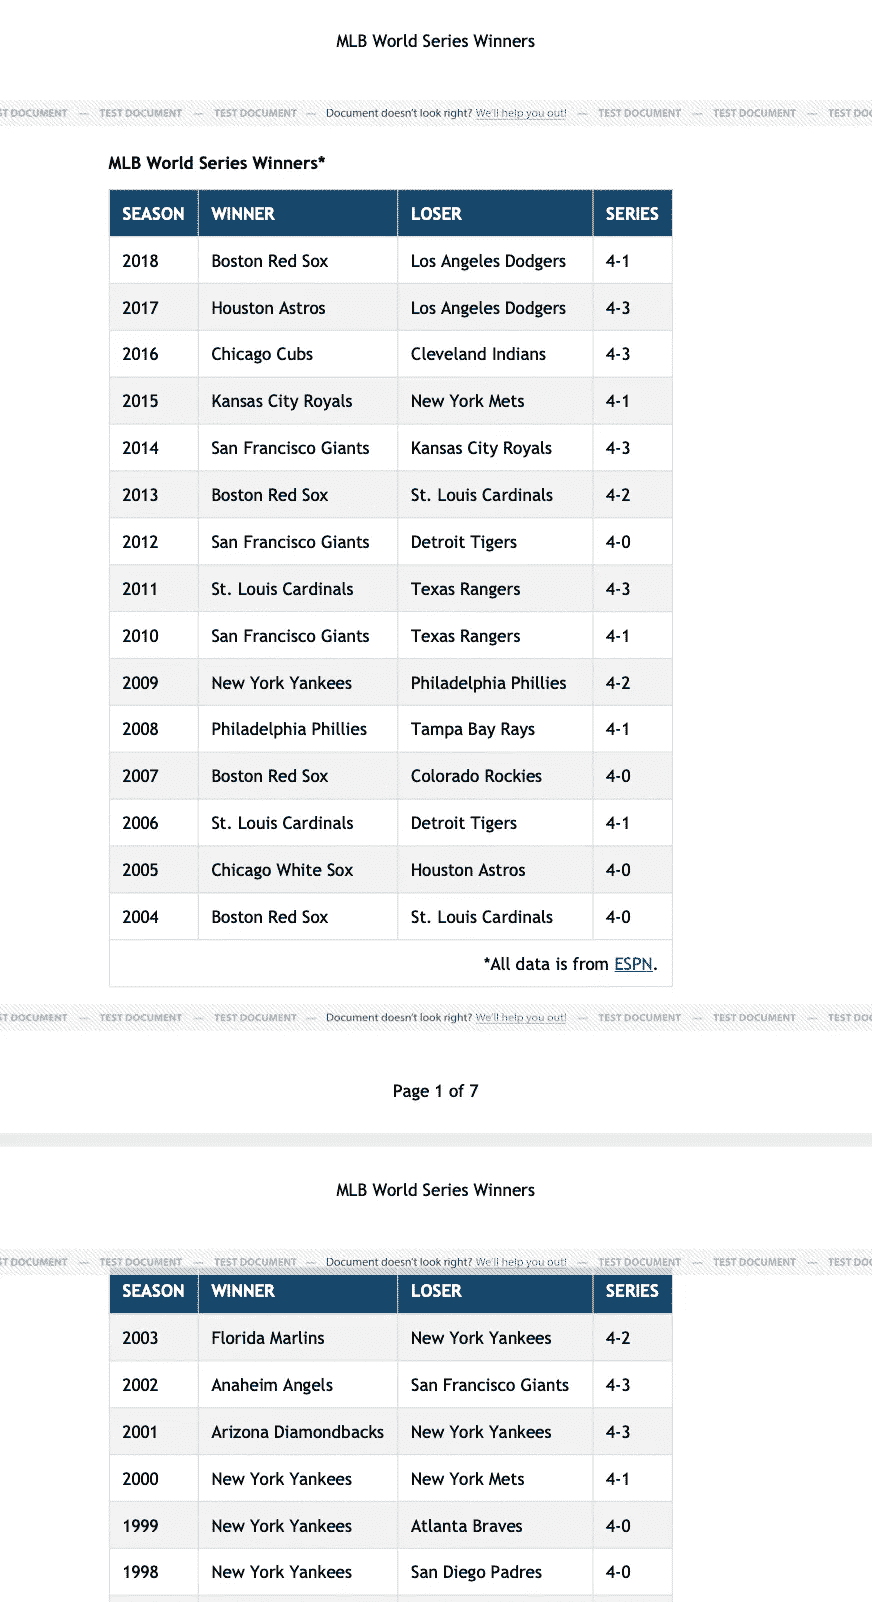 MLB World Series Winners
ST DOCUMENT — TEST DOCUMENT — TEST DOCUMENT — Document doesn't look right? We'll help you out! — TEST DOCUMENT — TEST DOCUMENT — TEST DOC
MLB World Series Winners*
SEASON WINNER LOSER SERIES
2018 Boston Red Sox Los Angeles Dodgers 4-1
2017 Houston Astros Los Angeles Dodgers 4-3
2016 Chicago Cubs Cleveland Indians 4-3
2015 Kansas City Royals New York Mets 4-1
2014 San Francisco Giants Kansas City Royals 4-3
2013 Boston Red Sox St. Louis Cardinals 4-2
2012 San Francisco Giants Detroit Tigers 4-0
2011 St. Louis Cardinals Texas Rangers 4-3
2010 San Francisco Giants Texas Rangers 4-1
2009 New York Yankees Philadelphia Phillies 4-2
2008 Philadelphia Phillies Tampa Bay Rays 4-1
2007 Boston Red Sox Colorado Rockies 4-0
2006 St. Louis Cardinals Detroit Tigers 4-1
2005 Chicago White Sox Houston Astros 4-0
2004 Boston Red Sox St. Louis Cardinals 4-0
*All data is from ESPN.
ST DOCUMENT — TEST DOCUMENT — TEST DOCUMENT — Document doesn't look right? We'll help you out! — TEST DOCUMENT — TEST DOCUMENT — TEST DOC
Page 1 of 7
MLB World Series Winners
ST DOCUMENT — TEST DOCUMENT — TEST DOCUMENT — Document doesn't look right? We'll help you out! — TEST DOCUMENT — TEST DOCUMENT — TEST DOC
SEASON WINNER LOSER SERIES
2003 Florida Marlins New York Yankees 4-2
2002 Anaheim Angels San Francisco Giants 4-3
2001 Arizona Diamondbacks New York Yankees 4-3
2000 New York Yankees New York Mets 4-1
1999 New York Yankees Atlanta Braves 4-0
1998 New York Yankees San Diego Padres 4-0